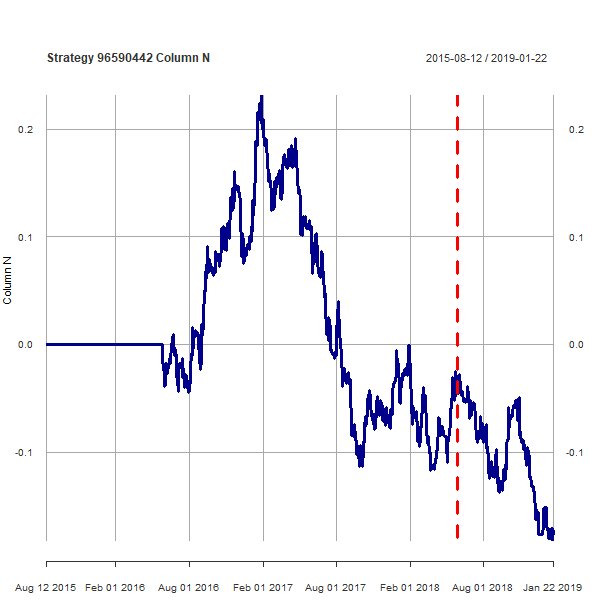 Strategy 96590442 Column N
2015-08-12 / 2019-01-22
0.2
0.2
0.1
0.1
Column N
0.0
0.0
-0.1
-0.1
Aug 12 2015
Feb 01 2016
Aug 01 2016
Feb 01 2017
Aug 01 2017
Feb 01 2018
Aug 01 2018
Jan 22 2019